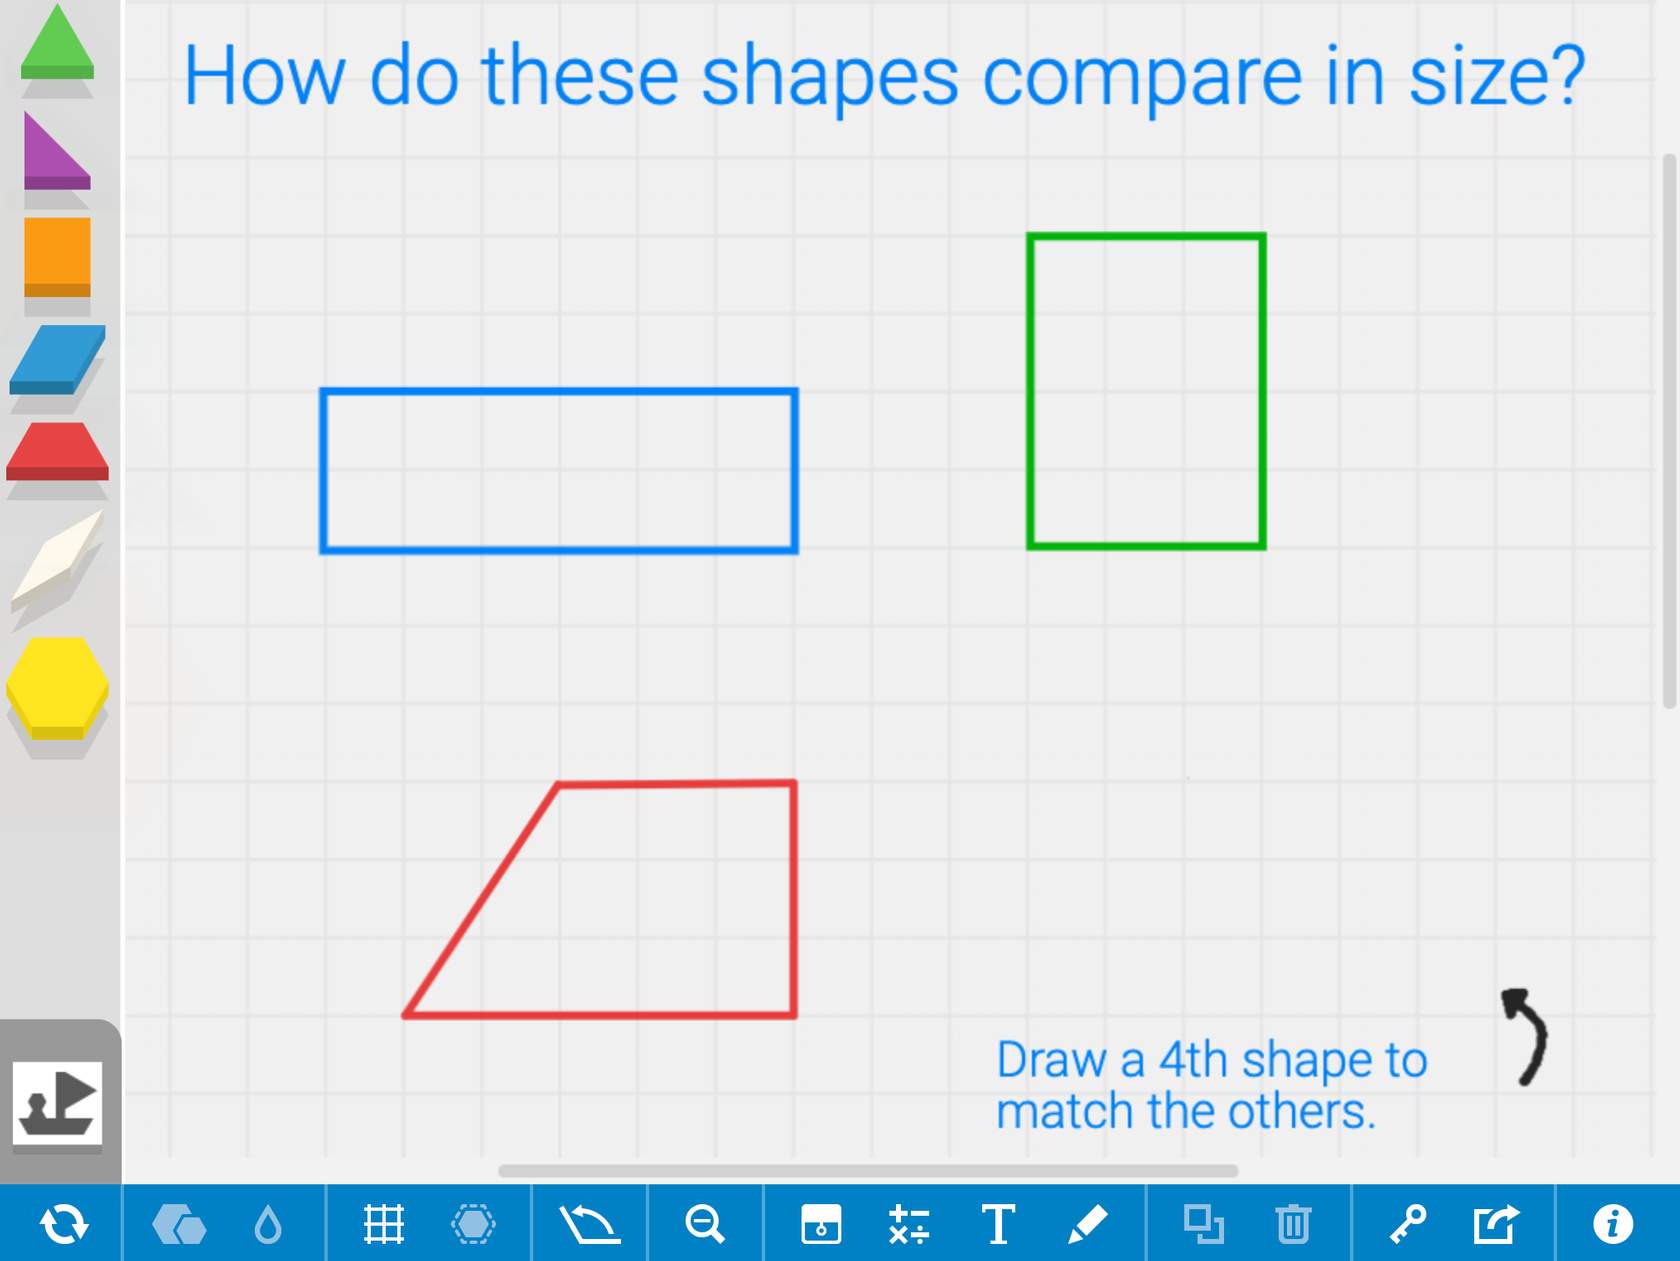 How do these shapes compare in size?
Draw a 4th shape to
match the others.